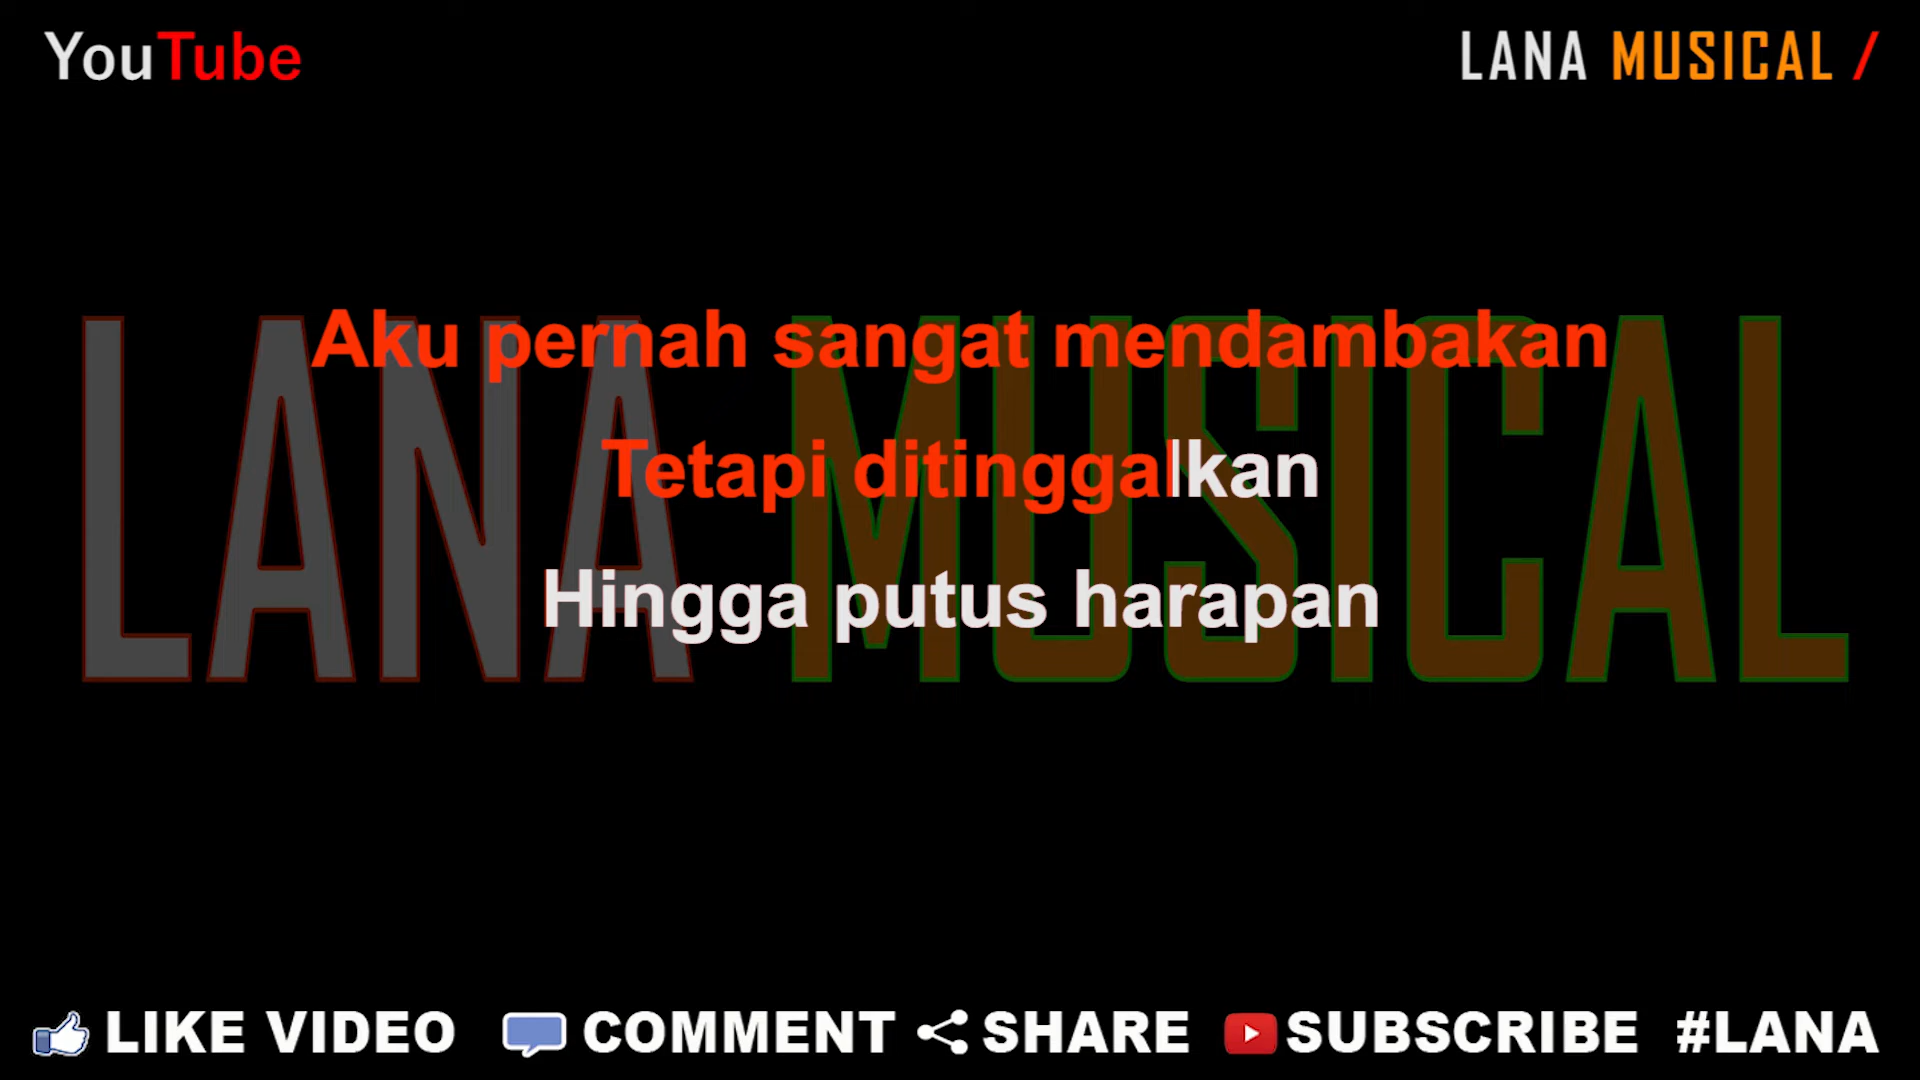 YouTube
LANA MUSICAL /
LANA MUSICAL
Aku pernah sangat mendambakan
Tetapi ditinggalkan
Hingga putus harapan
LIKE VIDEO COMMENT SHARE SUBSCRIBE #LANA